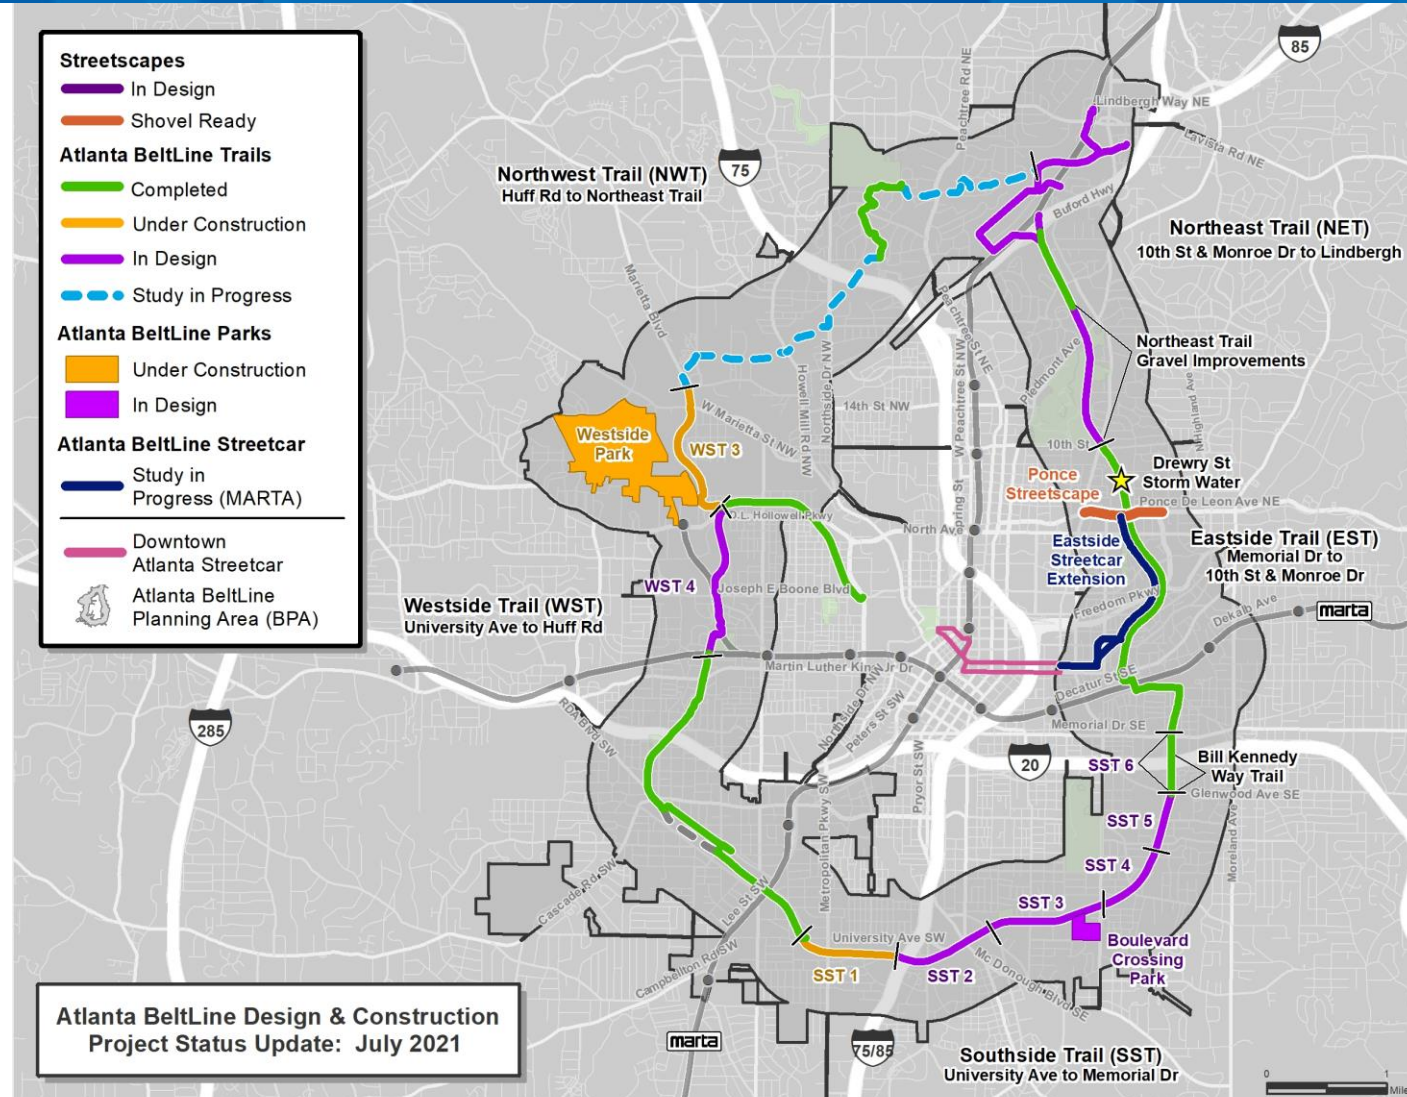 Streetscapes
In Design
Shovel Ready
Atlanta BeltLine Trails
Completed
Under Construction
In Design
Study in Progress
Atlanta BeltLine Parks
Under Construction
In Design
Atlanta BeltLine Streetcar
Study in
Progress (MARTA)
Downtown
Atlanta Streetcar
Atlanta BeltLine
Planning Area (BPA)
85
Peachtree Rd NE
Lindbergh Way NE
Lavista Rd NE
75
Northwest Trail (NWT)
Huff Rd to Northeast Trail
Buford Hwy
Northeast Trail (NET)
10th St & Monroe Dr to Lindbergh
Marietta Blvd
Peachtree St NE
Northeast Trail
Gravel Improvements
Piedmont Ave
W Peachtree St NW
Howell Mill Rd NW
Northside Dr NW
N Highland Ave
14th St NW
W Marietta St NW
Westside
Park
WST 3
10th St
Drewry St
Storm Water
Ponce
Streetscape
Ponce De Leon Ave NE
D.L. Hollowell Pkwy
North Ave
Spring St
Eastside
Streetcar
Extension
Eastside Trail (EST)
Memorial Dr to
10th St & Monroe Dr
WST 4
Joseph E Boone Blvd
Freedom Pkwy
Dekalb Ave
marta
Westside Trail (WST)
University Ave to Huff Rd
Martin Luther King Jr Dr
Decatur St SE
285
RDA Blvd SW
Northside Dr NW
Peters St SW
Memorial Dr SE
Pryor St SW
20
SST 6
Bill Kennedy
Way Trail
Glenwood Ave SE
Metropolitan Pkwy SW
SST 5
Moreland Ave
SST 4
Cascade Rd SW
Lee St SW
SST 3
University Ave SW
Boulevard
Crossing
Park
Campbellton Rd SW
SST 1
SST 2
Mc Donough Blvd SE
Atlanta BeltLine Design & Construction
Project Status Update: July 2021
marta
75/85
Southside Trail (SST)
University Ave to Memorial Dr
0
1